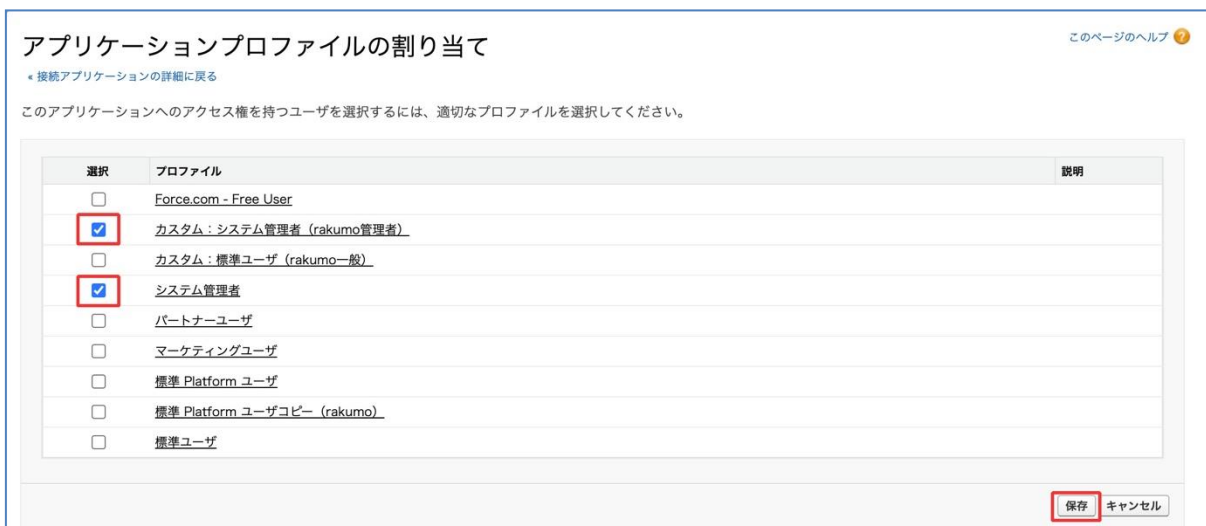 アプリケーションプロファイルの割り当て
このページのヘルプ ?
« 接続アプリケーションの詳細に戻る
このアプリケーションへのアクセス権を持つユーザを選択するには、適切なプロファイルを選択してください。
選択 プロファイル 説明
Force.com - Free User
カスタム：システム管理者（rakumo管理者）
カスタム：標準ユーザ（rakumo一般）
システム管理者
パートナーユーザ
マーケティングユーザ
標準 Platform ユーザ
標準 Platform ユーザコピー（rakumo）
標準ユーザ
保存 キャンセル